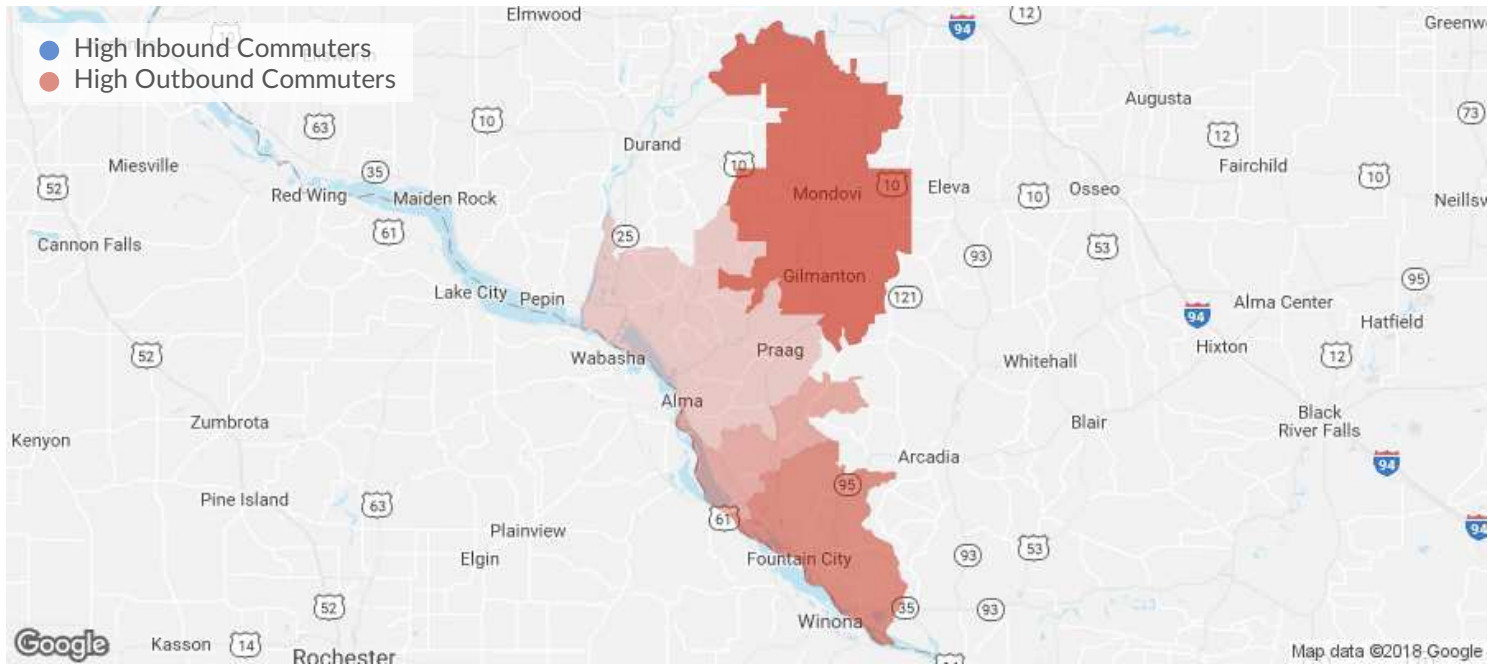 High Inbound Commuters
High Outbound Commuters
Elmwood
12
94
Greenw
10
Ellsworth
Augusta
73
63
10
Durand
12
Miesville
35
10
Fairchild
52
Red Wing
Maiden Rock
Mondovi
10
Eleva
10
Osseo
10
Neillsv
61
25
Cannon Falls
93
53
Gilmanton
95
Lake City
Pepin
121
Alma Center
94
Hatfield
52
Wabasha
Praag
Whitehall
Hixton
12
Alma
Zumbrota
Blair
Black
River Falls
Kenyon
Arcadia
94
95
Pine Island
63
61
Plainview
94
Elgin
Fountain City
93
53
52
35
93
Winona
Google
Kasson
14
Rochester
Map data ©2018 Google